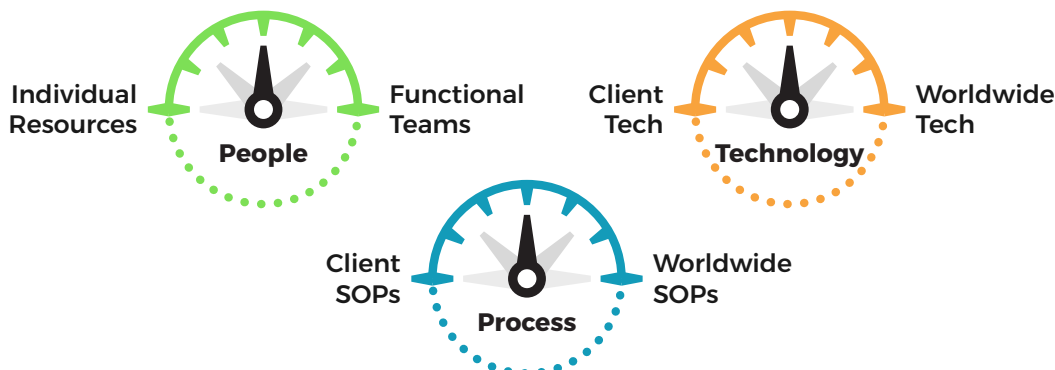 Individual
Resources
People
Functional
Teams
Client
Tech
Technology
Worldwide
Tech
Client
SOPs
Process
Worldwide
SOPs